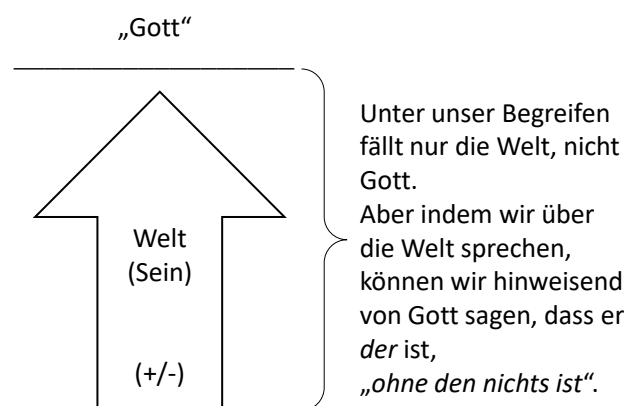 „Gott“
Welt
(Sein)
(+/-)
Unter unser Begreifen
fällt nur die Welt, nicht
Gott.
Aber indem wir über
die Welt sprechen,
können wir hinweisend
von Gott sagen, dass er
der ist,
„ohne den nichts ist“.